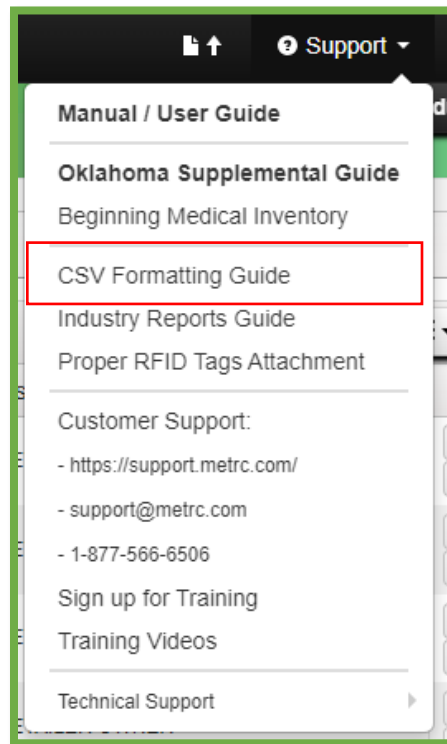 Support
Manual / User Guide
Oklahoma Supplemental Guide
Beginning Medical Inventory
CSV Formatting Guide
Industry Reports Guide
Proper RFID Tags Attachment
Customer Support:
- https://support.metrc.com/
- support@metrc.com
- 1-877-566-6506
Sign up for Training
Training Videos
Technical Support